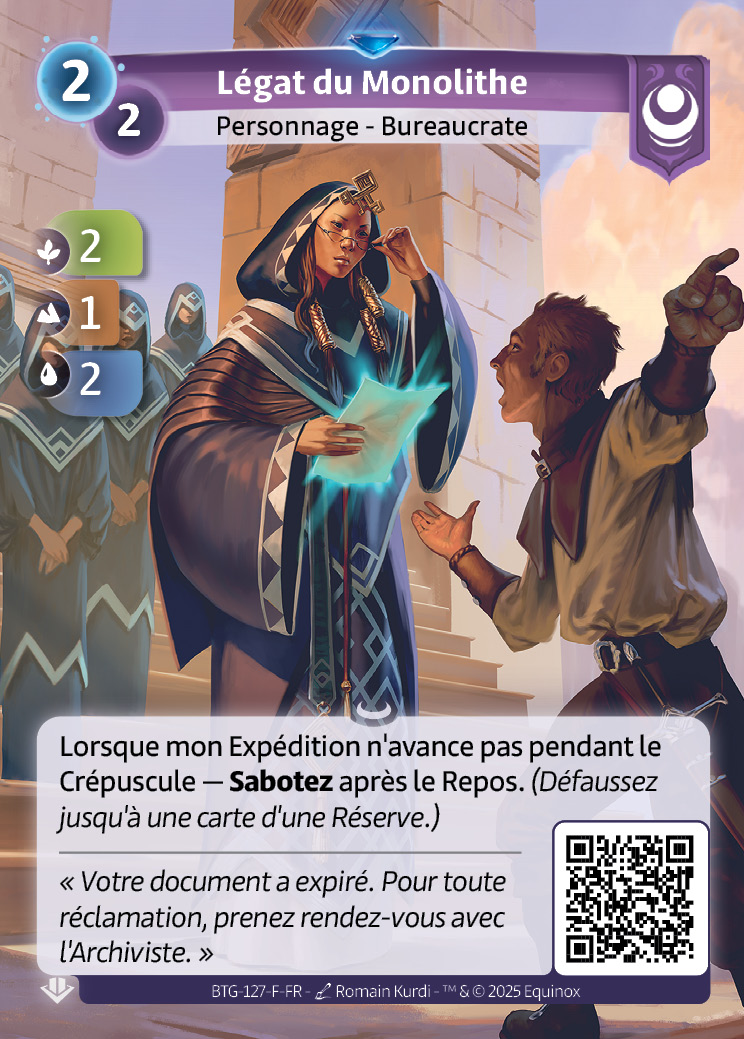 2
Légat du Monolithe
2
Personnage - Bureaucrate
2
1
2
Lorsque mon Expédition n'avance pas pendant le
Crépuscule — Sabotez après le Repos. (Défaussez
jusqu'à une carte d'une Réserve.)
« Votre document a expiré. Pour toute
réclamation, prenez rendez-vous avec
l'Archiviste. »
BTG-127-F-FR - Romain Kurdi - ™ & © 2025 Equinox